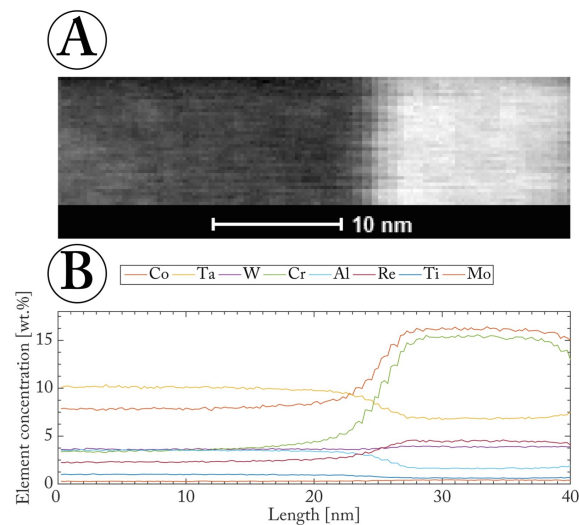 A
10 nm
B
Co Ta W Cr Al Re Ti Mo
Element concentration [wt.%]
15
10
5
0
0 10 20 30 40
Length [nm]